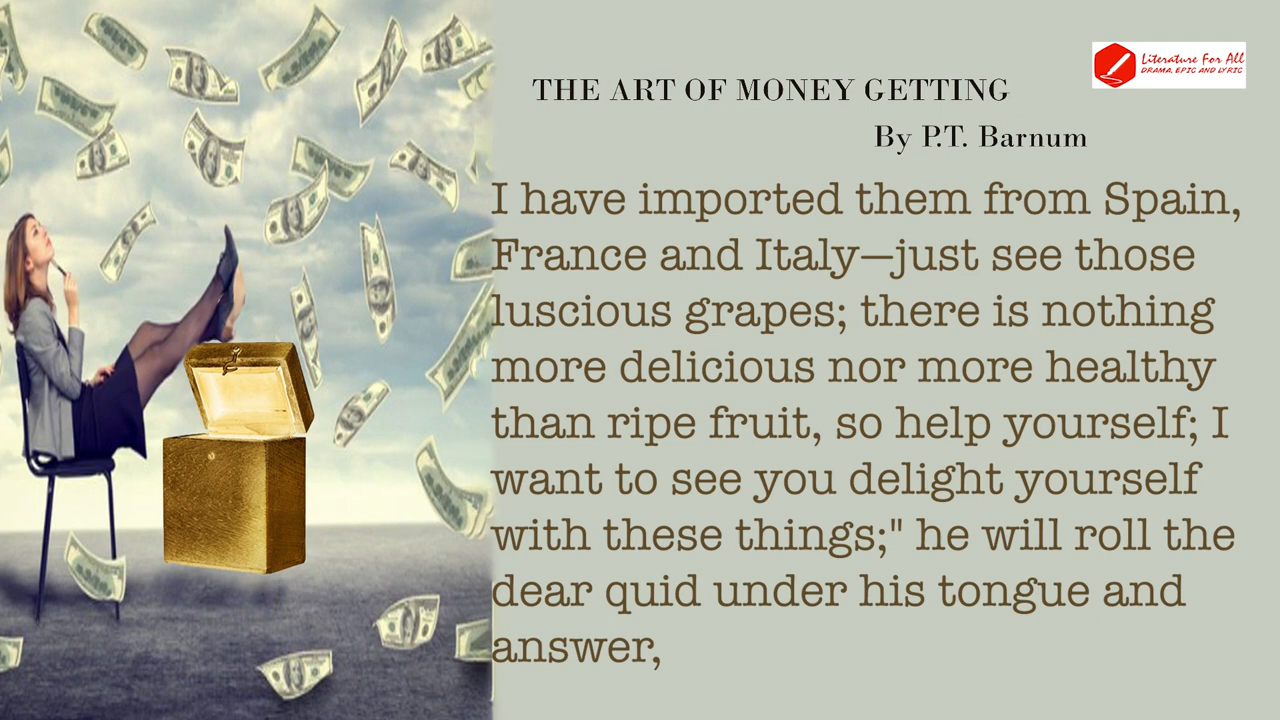 Literature For All
DRAMA, EPIC AND LYRIC
THE ART OF MONEY GETTING
By P.T. Barnum
I have imported them from Spain,
France and Italy—just see those
luscious grapes; there is nothing
more delicious nor more healthy
than ripe fruit, so help yourself; I
want to see you delight yourself
with these things;" he will roll the
dear quid under his tongue and
answer,